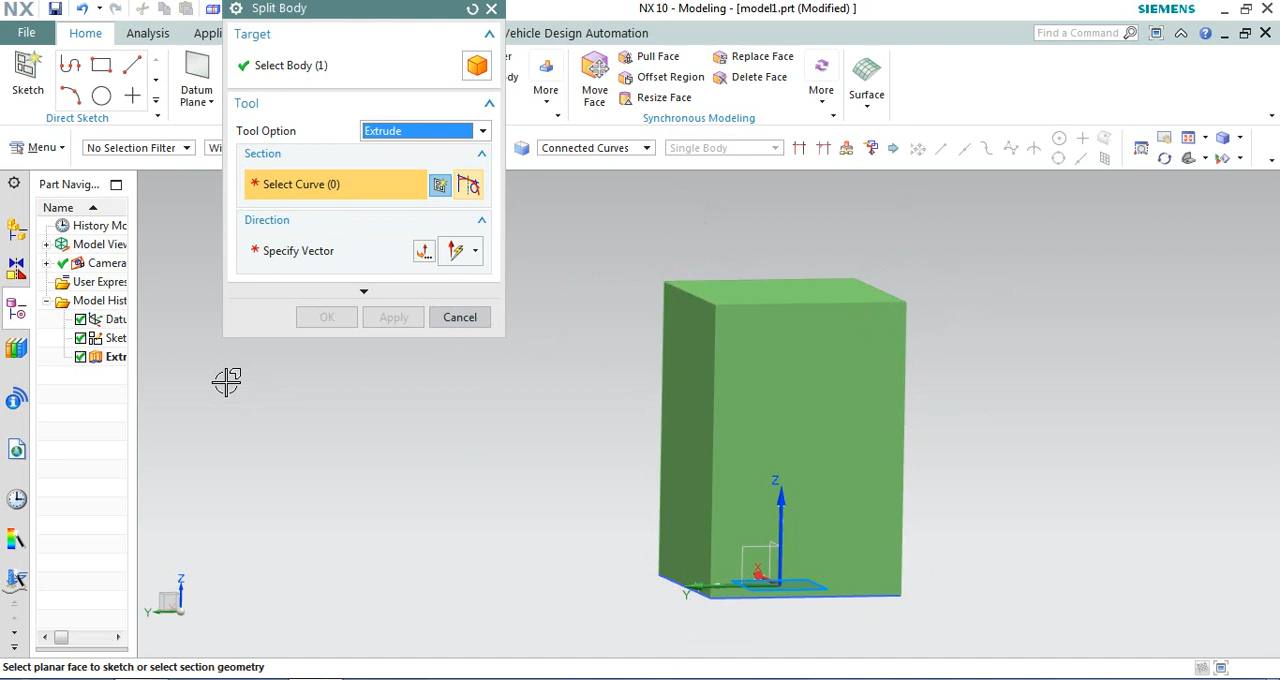 NX
Split Body
NX 10 - Modeling - [model1.prt (Modified) ]
SIEMENS
File
Home
Analysis
Appli
Vehicle Design Automation
Find a Command
Target
Select Body (1)
Tool
Tool Option
Extrude
Section
* Select Curve (0)
Direction
* Specify Vector
OK
Apply
Cancel
Sketch
Datum
Plane
Direct Sketch
dy
More
Move
Face
Pull Face
Offset Region
Resize Face
Replace Face
Delete Face
More
Surface
Synchronous Modeling
Menu
No Selection Filter
Wi
Connected Curves
Single Body
Part Navig...
Name
History Mo
Model View
Camera
User Expres
Model Hist
Datu
Sket
Extr
Z
X
Y
Z
Y
Select planar face to sketch or select section geometry